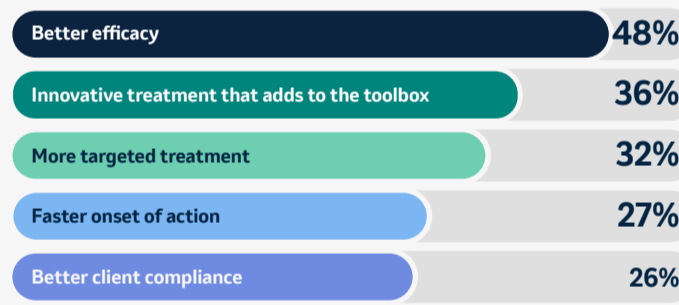 Better efficacy 48%
Innovative treatment that adds to the toolbox 36%
More targeted treatment 32%
Faster onset of action 27%
Better client compliance 26%